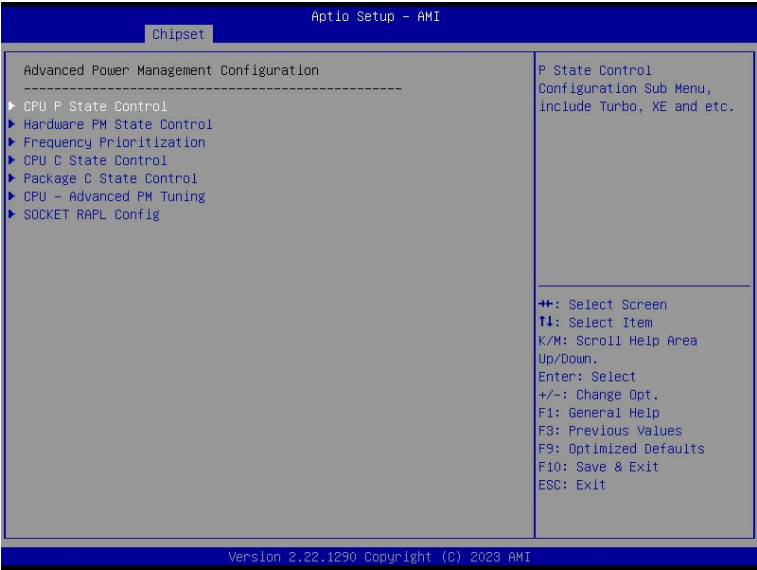 Aptio Setup – AMI
Chipset
Advanced Power Management Configuration
--------------------------------------------------
▶ CPU P State Control
▶ Hardware PM State Control
▶ Frequency Prioritization
▶ CPU C State Control
▶ Package C State Control
▶ CPU – Advanced PM Tuning
▶ SOCKET RAPL Config
P State Control
Configuration Sub Menu,
include Turbo, XE and etc.
→←: Select Screen
↑↓: Select Item
K/M: Scroll Help Area
Up/Down.
Enter: Select
+/-: Change Opt.
F1: General Help
F3: Previous Values
F9: Optimized Defaults
F10: Save & Exit
ESC: Exit
Version 2.22.1290 Copyright (C) 2023 AMI